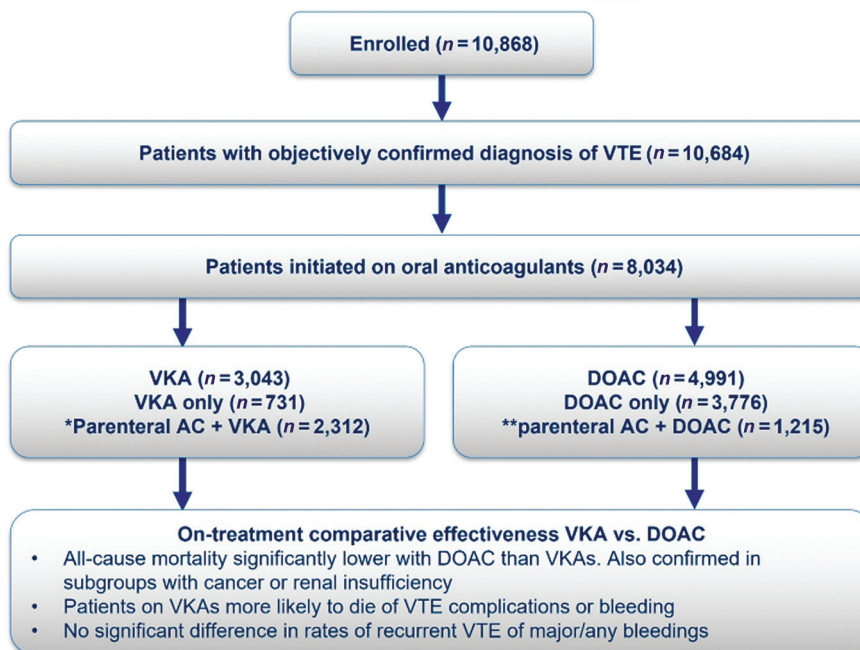 Enrolled (n=10,868)
Patients with objectively confirmed diagnosis of VTE (n=10,684)
Patients initiated on oral anticoagulants (n=8,034)
VKA (n=3,043)
VKA only (n=731)
*Parenteral AC + VKA (n=2,312)
DOAC (n=4,991)
DOAC only (n=3,776)
**parenteral AC + DOAC (n=1,215)
On-treatment comparative effectiveness VKA vs. DOAC
• All-cause mortality significantly lower with DOAC than VKAs. Also confirmed in
subgroups with cancer or renal insufficiency
• Patients on VKAs more likely to die of VTE complications or bleeding
• No significant difference in rates of recurrent VTE of major/any bleedings